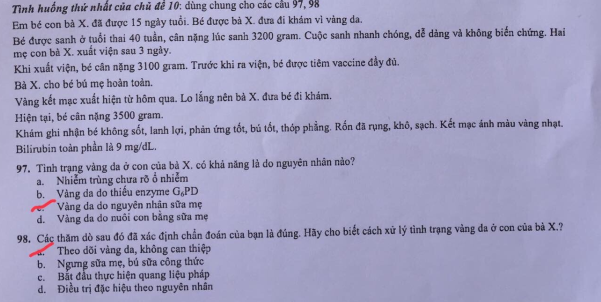 Tình huống thứ nhất của chủ đề 10: dùng chung cho các câu 97, 98
Em bé con bà X. đã được 15 ngày tuổi. Bé được bà X. đưa đi khám vì vàng da.
Bé được sanh ở tuổi thai 40 tuần, cân nặng lúc sanh 3200 gram. Cuộc sanh nhanh chóng, dễ dàng và không biến chứng. Hai
mẹ con bà X. xuất viện sau 3 ngày.
Khi xuất viện, bé cân nặng 3100 gram. Trước khi ra viện, bé được tiêm vaccine đầy đủ.
Bà X. cho bé bú mẹ hoàn toàn.
Vàng kết mạc xuất hiện từ hôm qua. Lo lắng nên bà X. đưa bé đi khám.
Hiện tại, bé cân nặng 3500 gram.
Khám ghi nhận bé không sốt, lanh lợi, phản ứng tốt, bú tốt, thóp phẳng. Rốn đã rụng, khô, sạch. Kết mạc ánh màu vàng nhạt.
Bilirubin toàn phần là 9 mg/dL.
97. Tình trạng vàng da ở con của bà X. có khả năng là do nguyên nhân nào?
a. Nhiễm trùng chưa rõ ổ nhiễm
b. Vàng da do thiếu enzyme G₆PD
c. Vàng da do nguyên nhân sữa mẹ
d. Vàng da do nuôi con bằng sữa mẹ
98. Các thăm dò sau đó đã xác định chẩn đoán của bạn là đúng. Hãy cho biết cách xử lý tình trạng vàng da ở con của bà X.?
a. Theo dõi vàng da, không can thiệp
b. Ngưng sữa mẹ, bú sữa công thức
c. Bắt đầu thực hiện quang liệu pháp
d. Điều trị đặc hiệu theo nguyên nhân